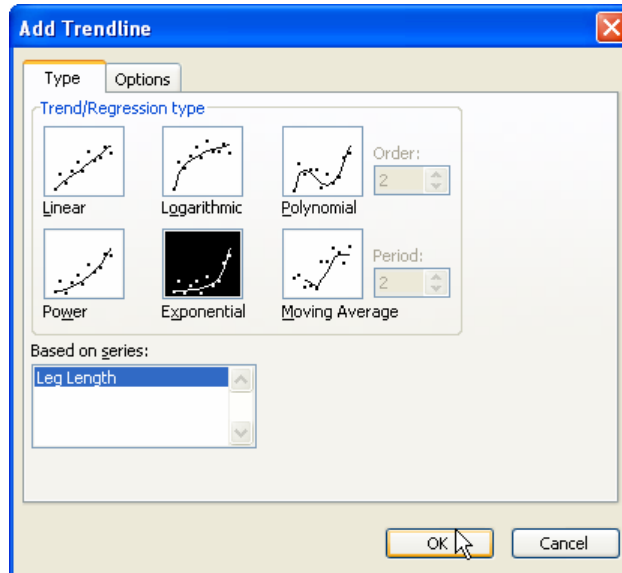 Add Trendline
Type Options
Trend/Regression type
Order:
2
Linear Logarithmic Polynomial
Period:
2
Power Exponential Moving Average
Based on series:
Leg Length
OK Cancel